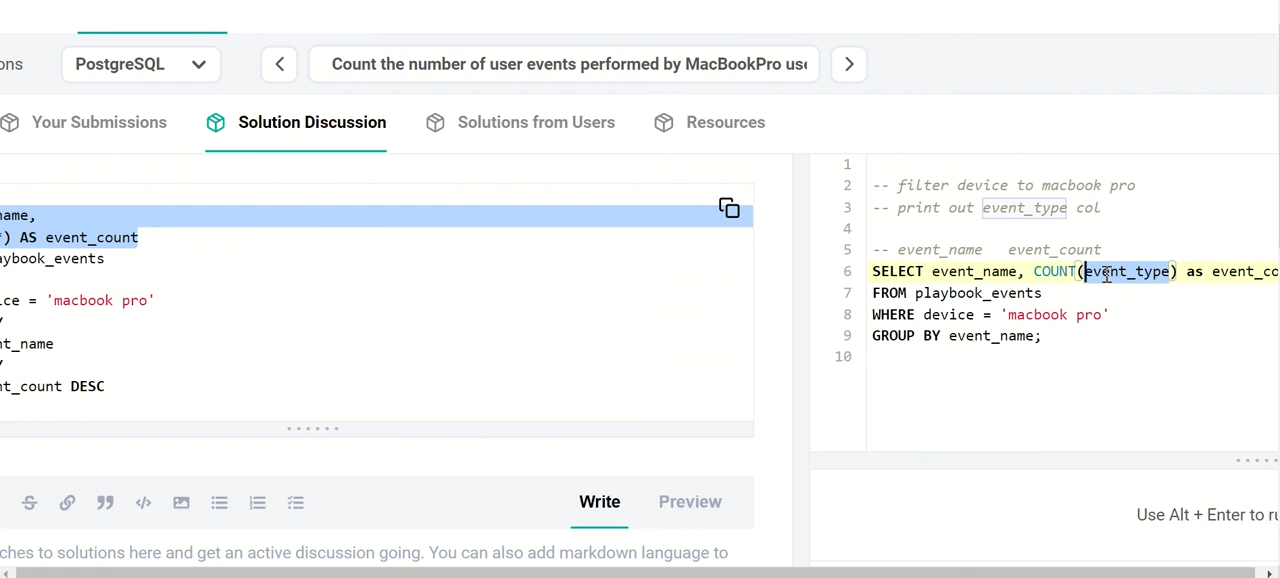 ons
PostgreSQL
Count the number of user events performed by MacBookPro use
Your Submissions
Solution Discussion
Solutions from Users
Resources
name,
*) AS event_count
aybook_events
ice = 'macbook pro'
Y
nt_name
Y
nt_count DESC
Write
Preview
ches to solutions here and get an active discussion going. You can also add markdown language to
1
2 -- filter device to macbook pro
3 -- print out event_type col
4
5 -- event_name event_count
6 SELECT event_name, COUNT(event_type) as event_co
7 FROM playbook_events
8 WHERE device = 'macbook pro'
9 GROUP BY event_name;
10
Use Alt + Enter to ru